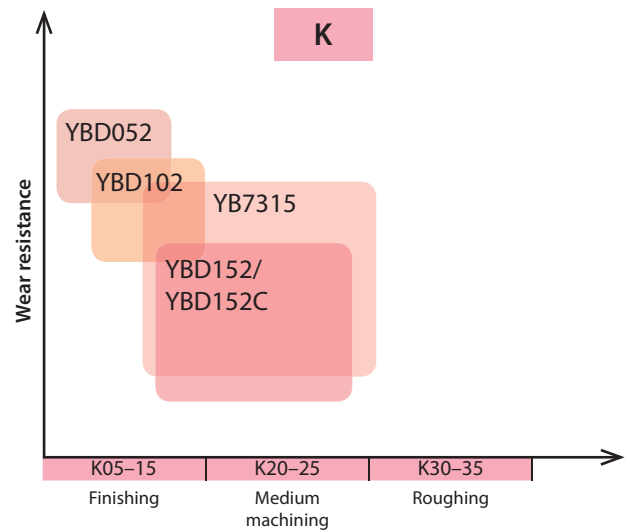 K
Wear resistance
YBD052
YBD102
YB7315
YBD152/
YBD152C
K05–15
K20–25
K30–35
Finishing
Medium
machining
Roughing